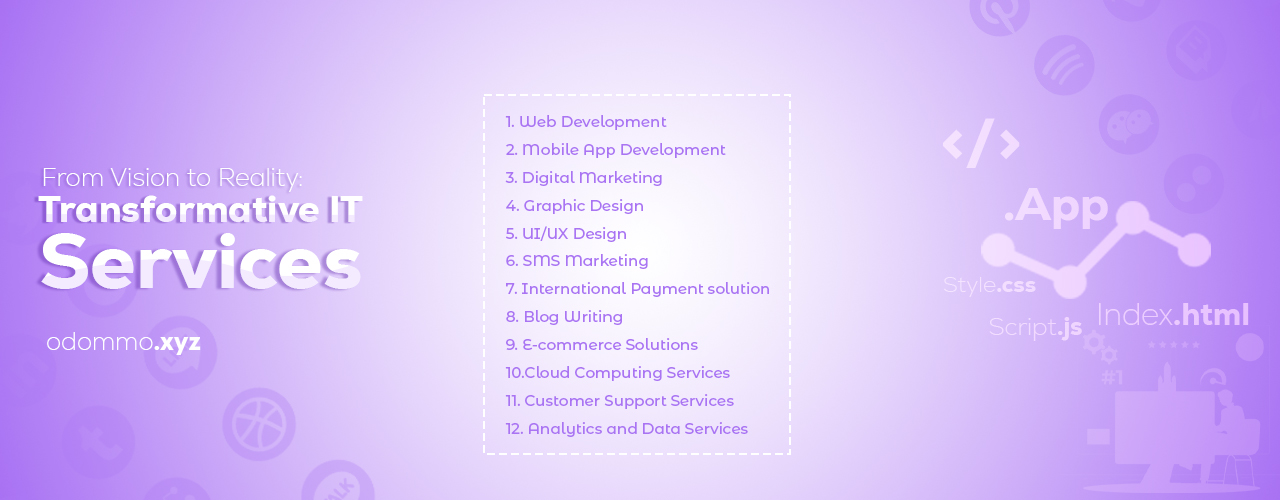 From Vision to Reality:
Transformative IT
Services
odommo.xyz
1. Web Development
2. Mobile App Development
3. Digital Marketing
4. Graphic Design
5. UI/UX Design
6. SMS Marketing
7. International Payment solution
8. Blog Writing
9. E-commerce Solutions
10.Cloud Computing Services
11. Customer Support Services
12. Analytics and Data Services
</>
.App
Style.css
Index.html
Script.js
#1